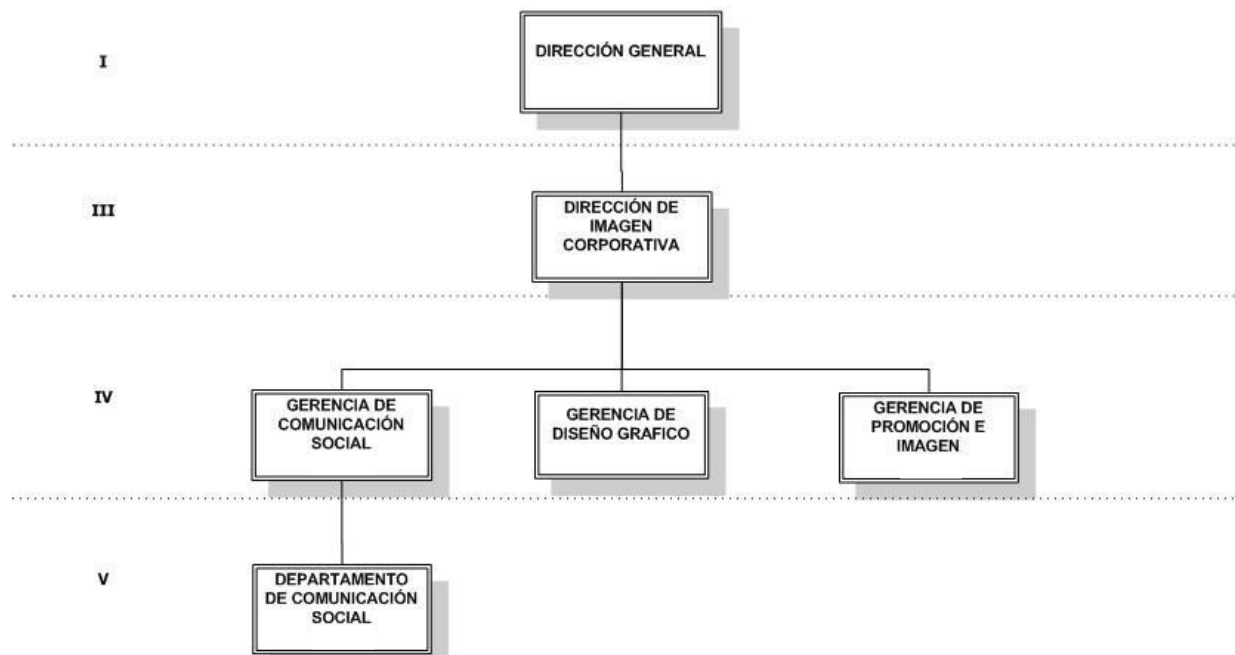 I
DIRECCIÓN GENERAL
III
DIRECCIÓN DE
IMAGEN
CORPORATIVA
IV
GERENCIA DE
COMUNICACIÓN
SOCIAL
GERENCIA DE
DISEÑO GRAFICO
GERENCIA DE
PROMOCIÓN E
IMAGEN
V
DEPARTAMENTO
DE COMUNICACIÓN
SOCIAL